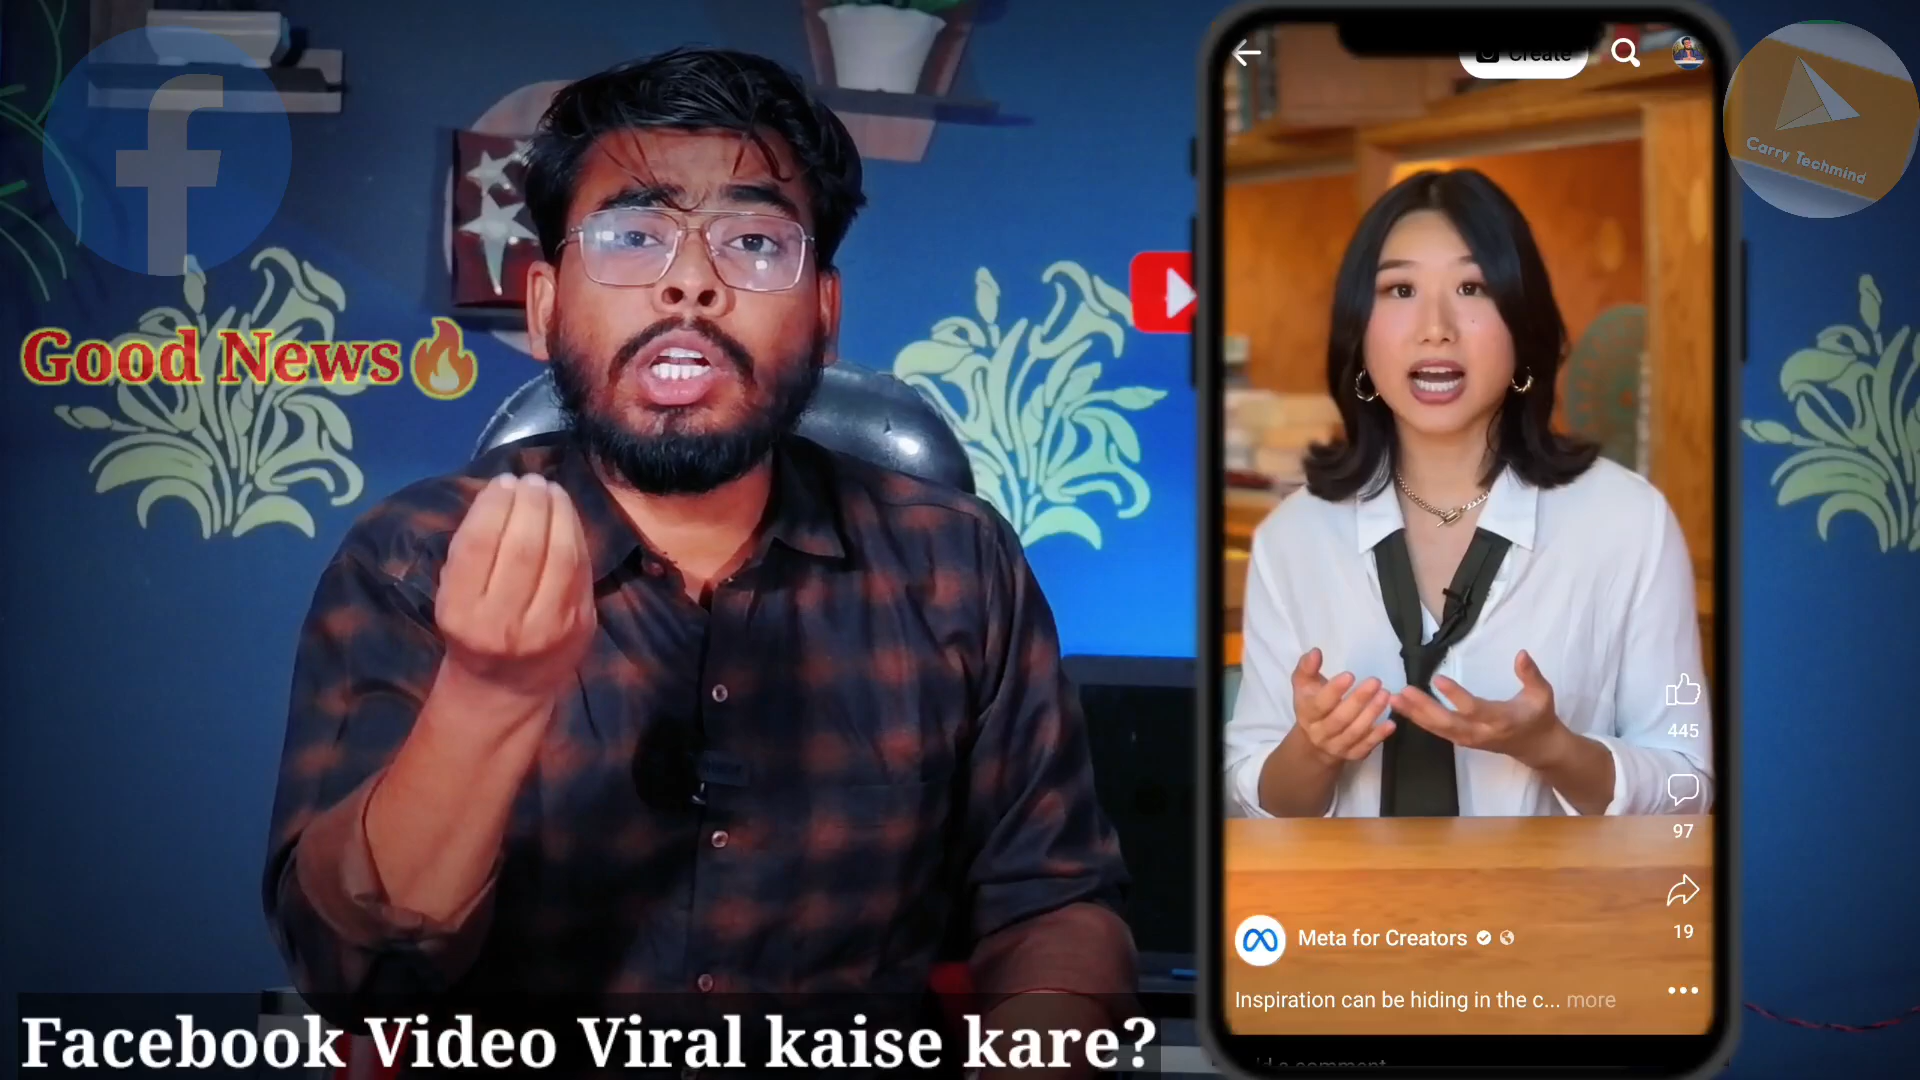 Create
Carry Techmind
Good News🔥
445
97
19
Meta for Creators
Inspiration can be hiding in the c... more
Facebook Video Viral kaise kare?